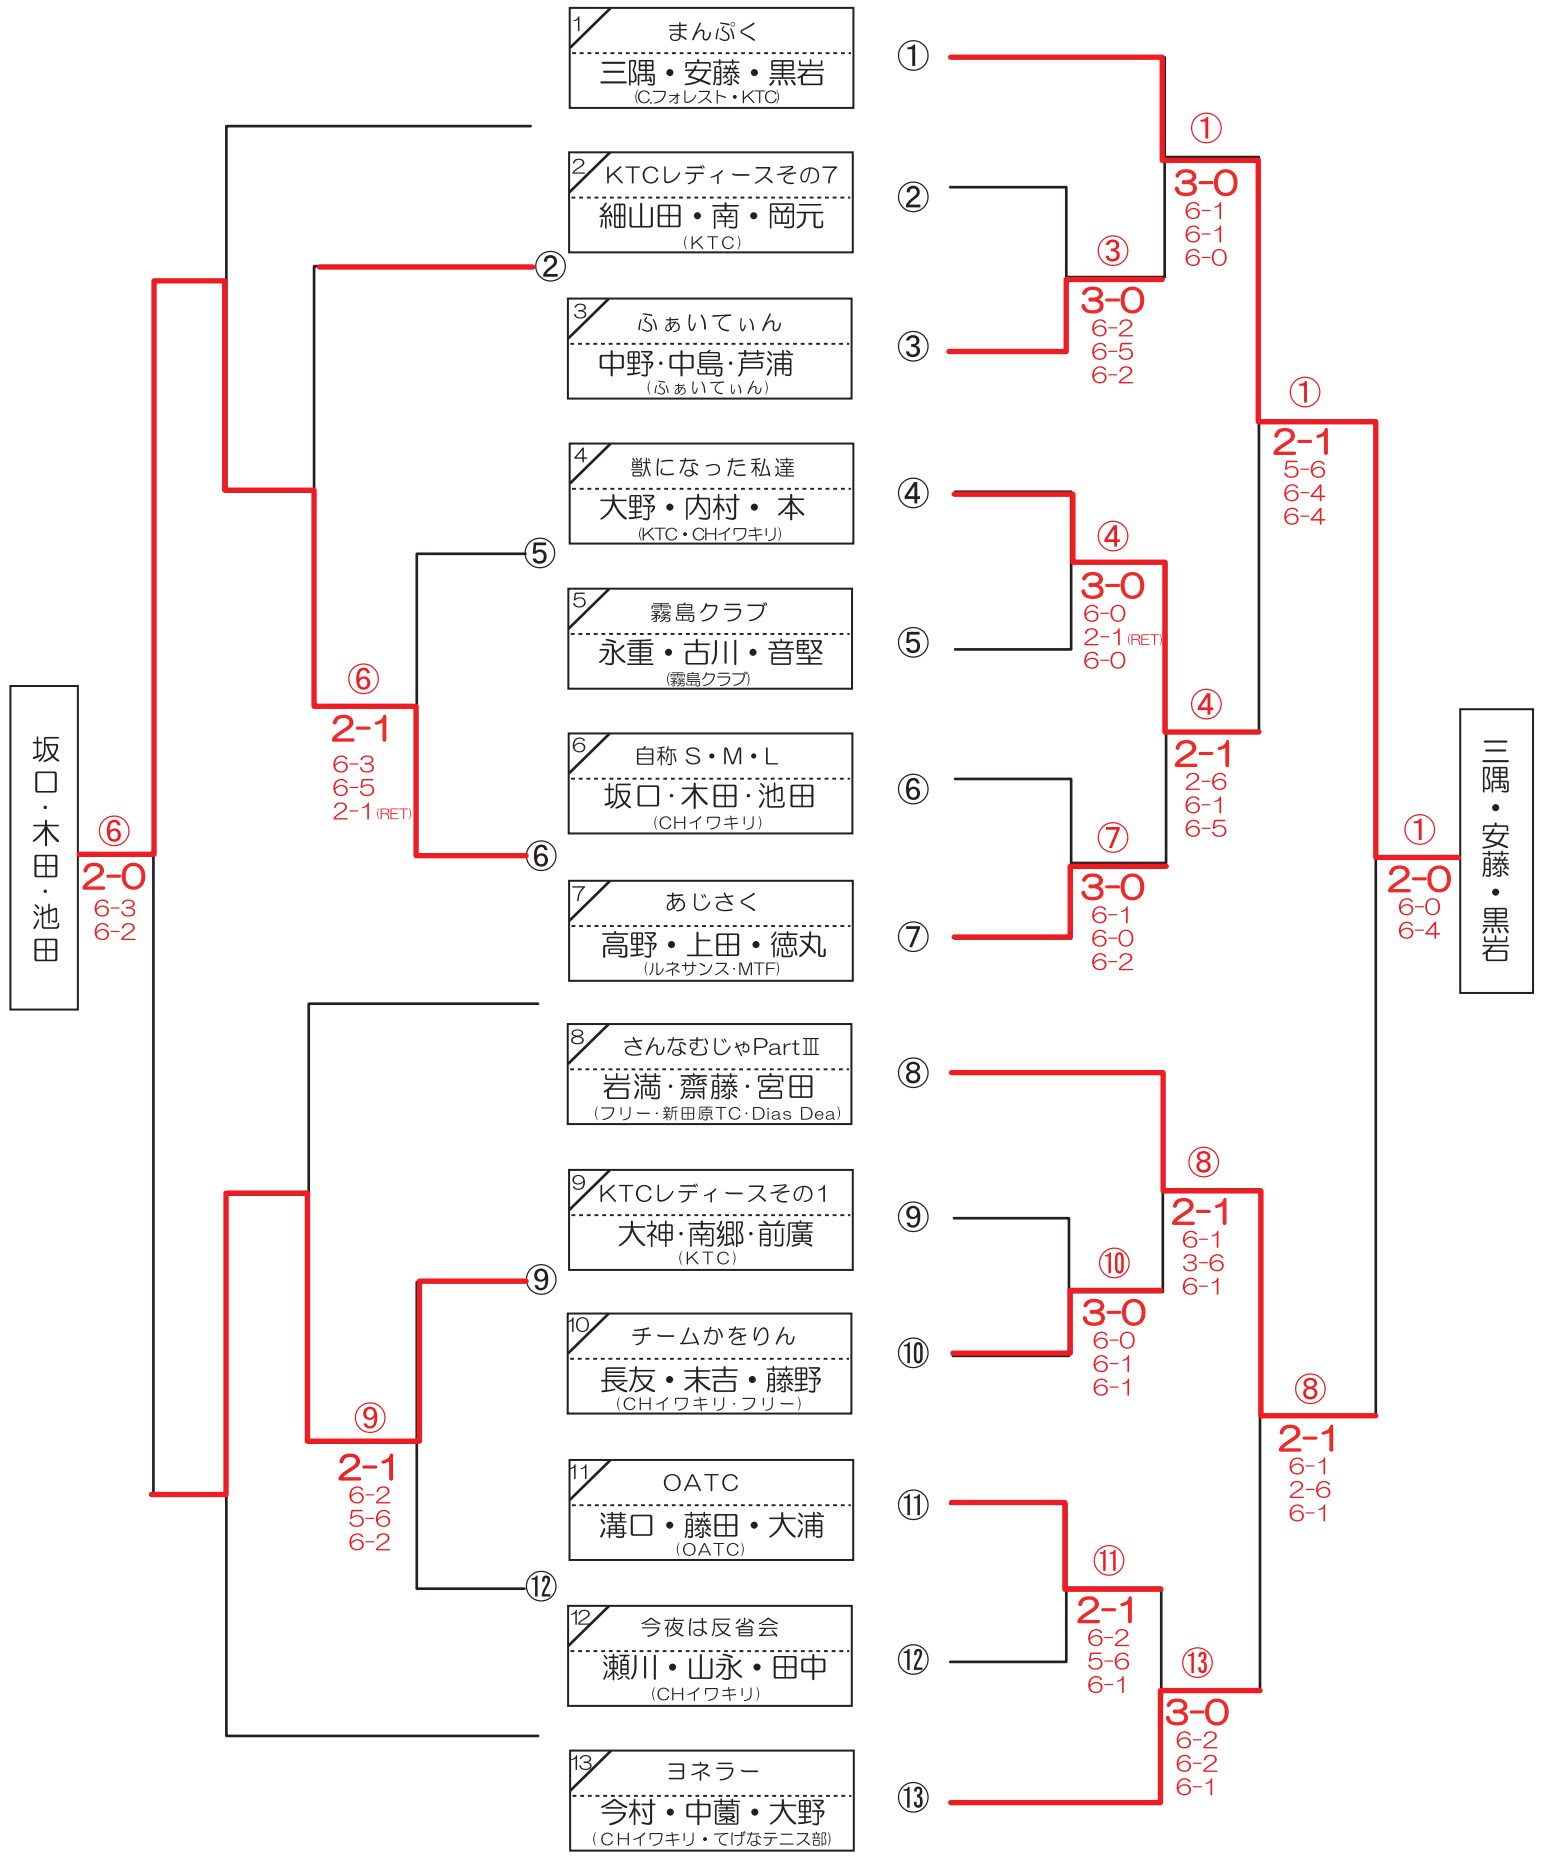 1
まんぷく
三隅・安藤・黒岩
(C.フォレスト・KTC)
2
KTCレディースその7
細山田・南・岡元
(KTC)
3
ふぁいてぃん
中野・中島・芦浦
(ふぁいてぃん)
4
獣になった私達
大野・内村・ 本
(KTC・CHイワキリ)
5
霧島クラブ
永重・古川・音堅
(霧島クラブ)
6
自称 S・M・L
坂口・木田・池田
(CHイワキリ)
7
あじさく
高野・上田・徳丸
(ルネサンス・MTF)
8
さんなむじゃPartⅢ
岩満・齋藤・宮田
(フリー・新田原TC・Dias Dea)
9
KTCレディースその1
大神・南郷・前廣
(KTC)
10
チームかをりん
長友・末吉・藤野
(CHイワキリ・フリー)
11
OATC
溝口・藤田・大浦
(OATC)
12
今夜は反省会
瀬川・山永・田中
(CHイワキリ)
13
ヨネラー
今村・中薗・大野
(CHイワキリ・てげなテニス部)
②
⑤
⑥
⑥
2-1
6-3
6-5
2-1(RET)
坂口・木田・池田
⑥
2-0
6-3
6-2
⑨
⑨
2-1
6-2
5-6
6-2
⑫
①
②
③
④
⑤
⑥
⑦
⑧
⑨
⑩
⑪
⑫
⑬
①
3-0
6-1
6-1
6-0
③
3-0
6-2
6-5
6-2
①
2-1
5-6
6-4
6-4
④
3-0
6-0
2-1(RET)
6-0
④
2-1
2-6
6-1
6-5
⑦
3-0
6-1
6-0
6-2
①
2-0
6-0
6-4
三隅・安藤・黒岩
⑧
2-1
6-1
3-6
6-1
⑩
3-0
6-0
6-1
6-1
⑧
2-1
6-1
2-6
6-1
⑪
2-1
6-2
5-6
6-1
⑬
3-0
6-2
6-2
6-1